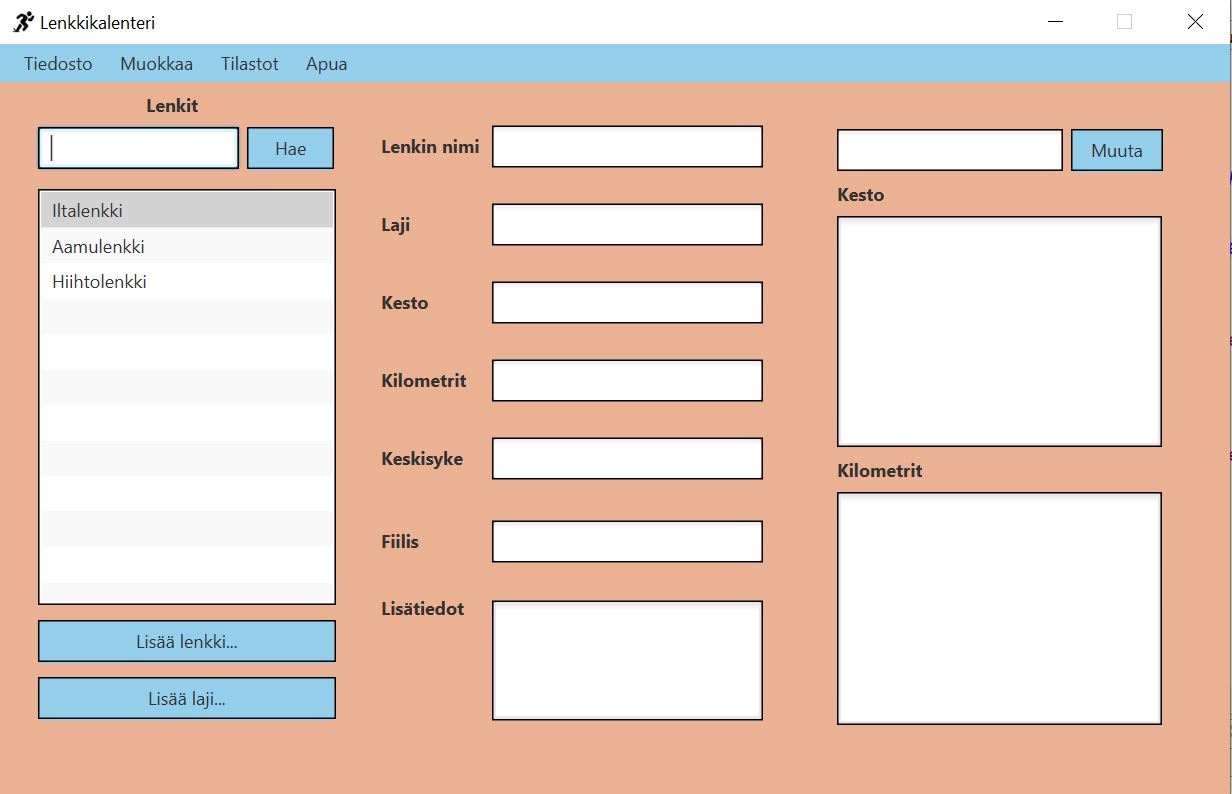 Lenkkikalenteri
Tiedosto Muokkaa Tilastot Apua
Lenkit
Hae
Iltalenkki
Aamulenkki
Hiihtolenkki
Lisää lenkki...
Lisää laji...
Lenkin nimi
Laji
Kesto
Kilometrit
Keskisyke
Fiilis
Lisätiedot
Muuta
Kesto
Kilometrit